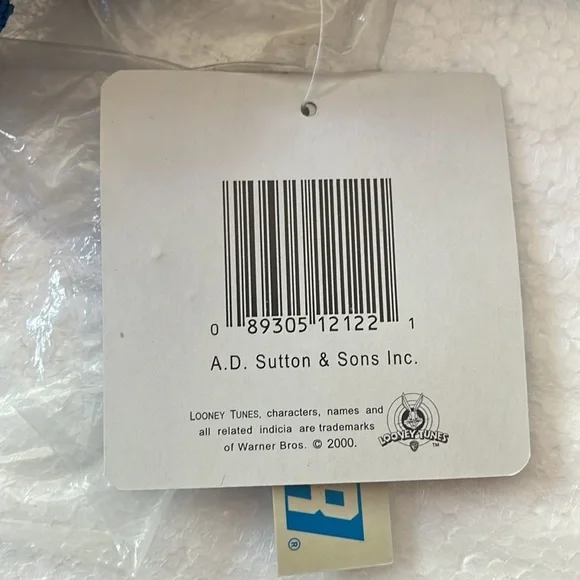 0 89305 12122 1
A.D. Sutton & Sons Inc.
LOONEY TUNES, characters, names and
all related indicia are trademarks
of Warner Bros. © 2000.
LOONEY TUNES
™
R
®